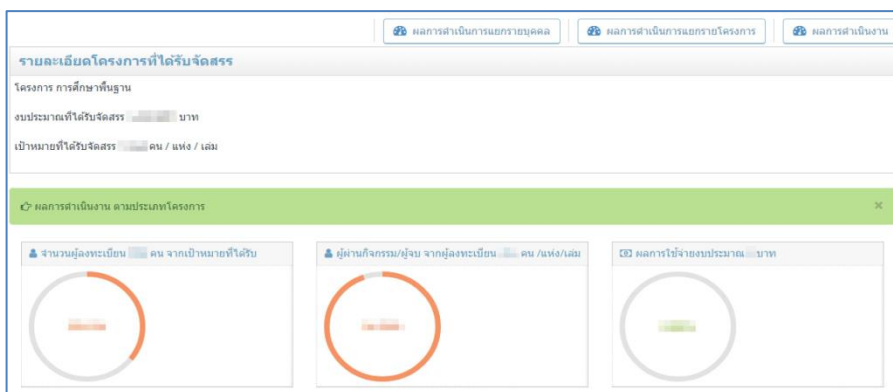 ผลการดำเนินการแยกรายบุคคล
ผลการดำเนินการแยกรายโครงการ
ผลการดำเนินงาน
รายละเอียดโครงการที่ได้รับจัดสรร
โครงการ การศึกษาพื้นฐาน
งบประมาณที่ได้รับจัดสรร บาท
เป้าหมายที่ได้รับจัดสรร คน / แห่ง / เล่ม
ผลการดำเนินงาน ตามประเภทโครงการ
จำนวนผู้ลงทะเบียน คน จากเป้าหมายที่ได้รับ
ผู้ผ่านกิจกรรม/ผู้จบ จากผู้ลงทะเบียน คน /แห่ง/เล่ม
ผลการใช้จ่ายงบประมาณ บาท